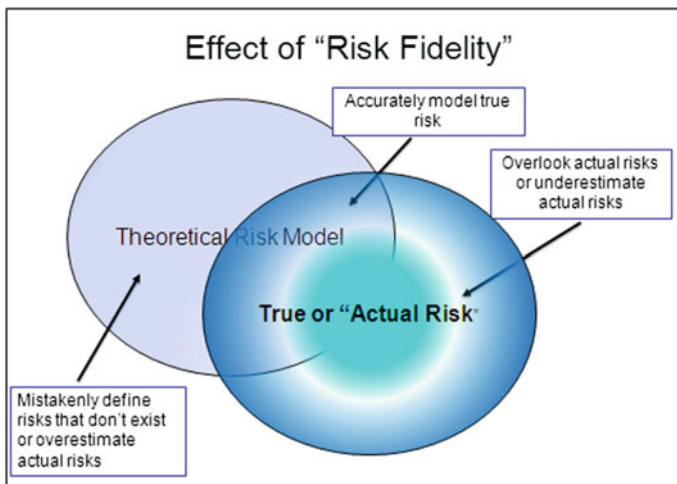 Effect of “Risk Fidelity”
Accurately model true
risk
Overlook actual risks
or underestimate
actual risks
Theoretical Risk Model
True or “Actual Risk”
Mistakenly define
risks that don’t exist
or overestimate
actual risks